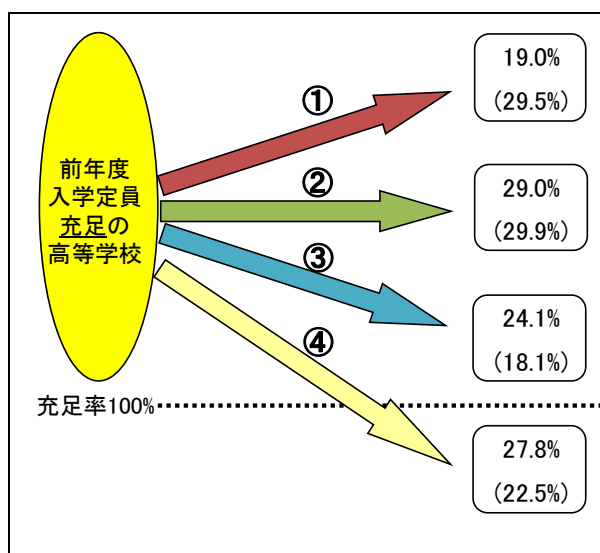 前年度
入学定員
充足の
高等学校
①
19.0%
(29.5%)
②
29.0%
(29.9%)
③
24.1%
(18.1%)
④
充足率100%
27.8%
(22.5%)